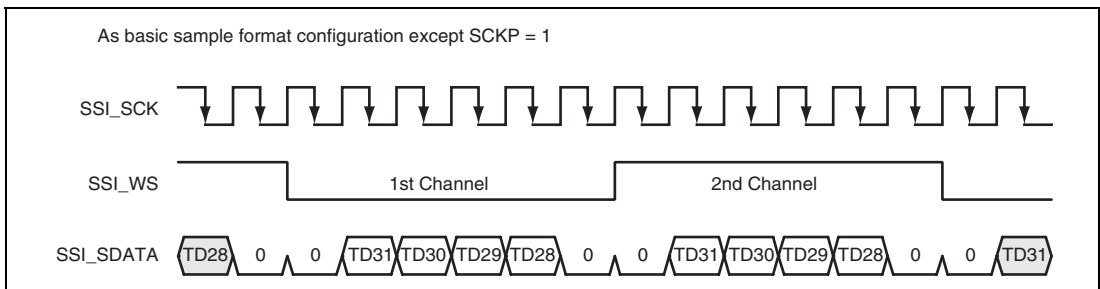 As basic sample format configuration except SCKP = 1
SSI_SCK
SSI_WS 1st Channel 2nd Channel
SSI_SDATA TD28 0 0 TD31 TD30 TD29 TD28 0 0 TD31 TD30 TD29 TD28 0 0 TD31